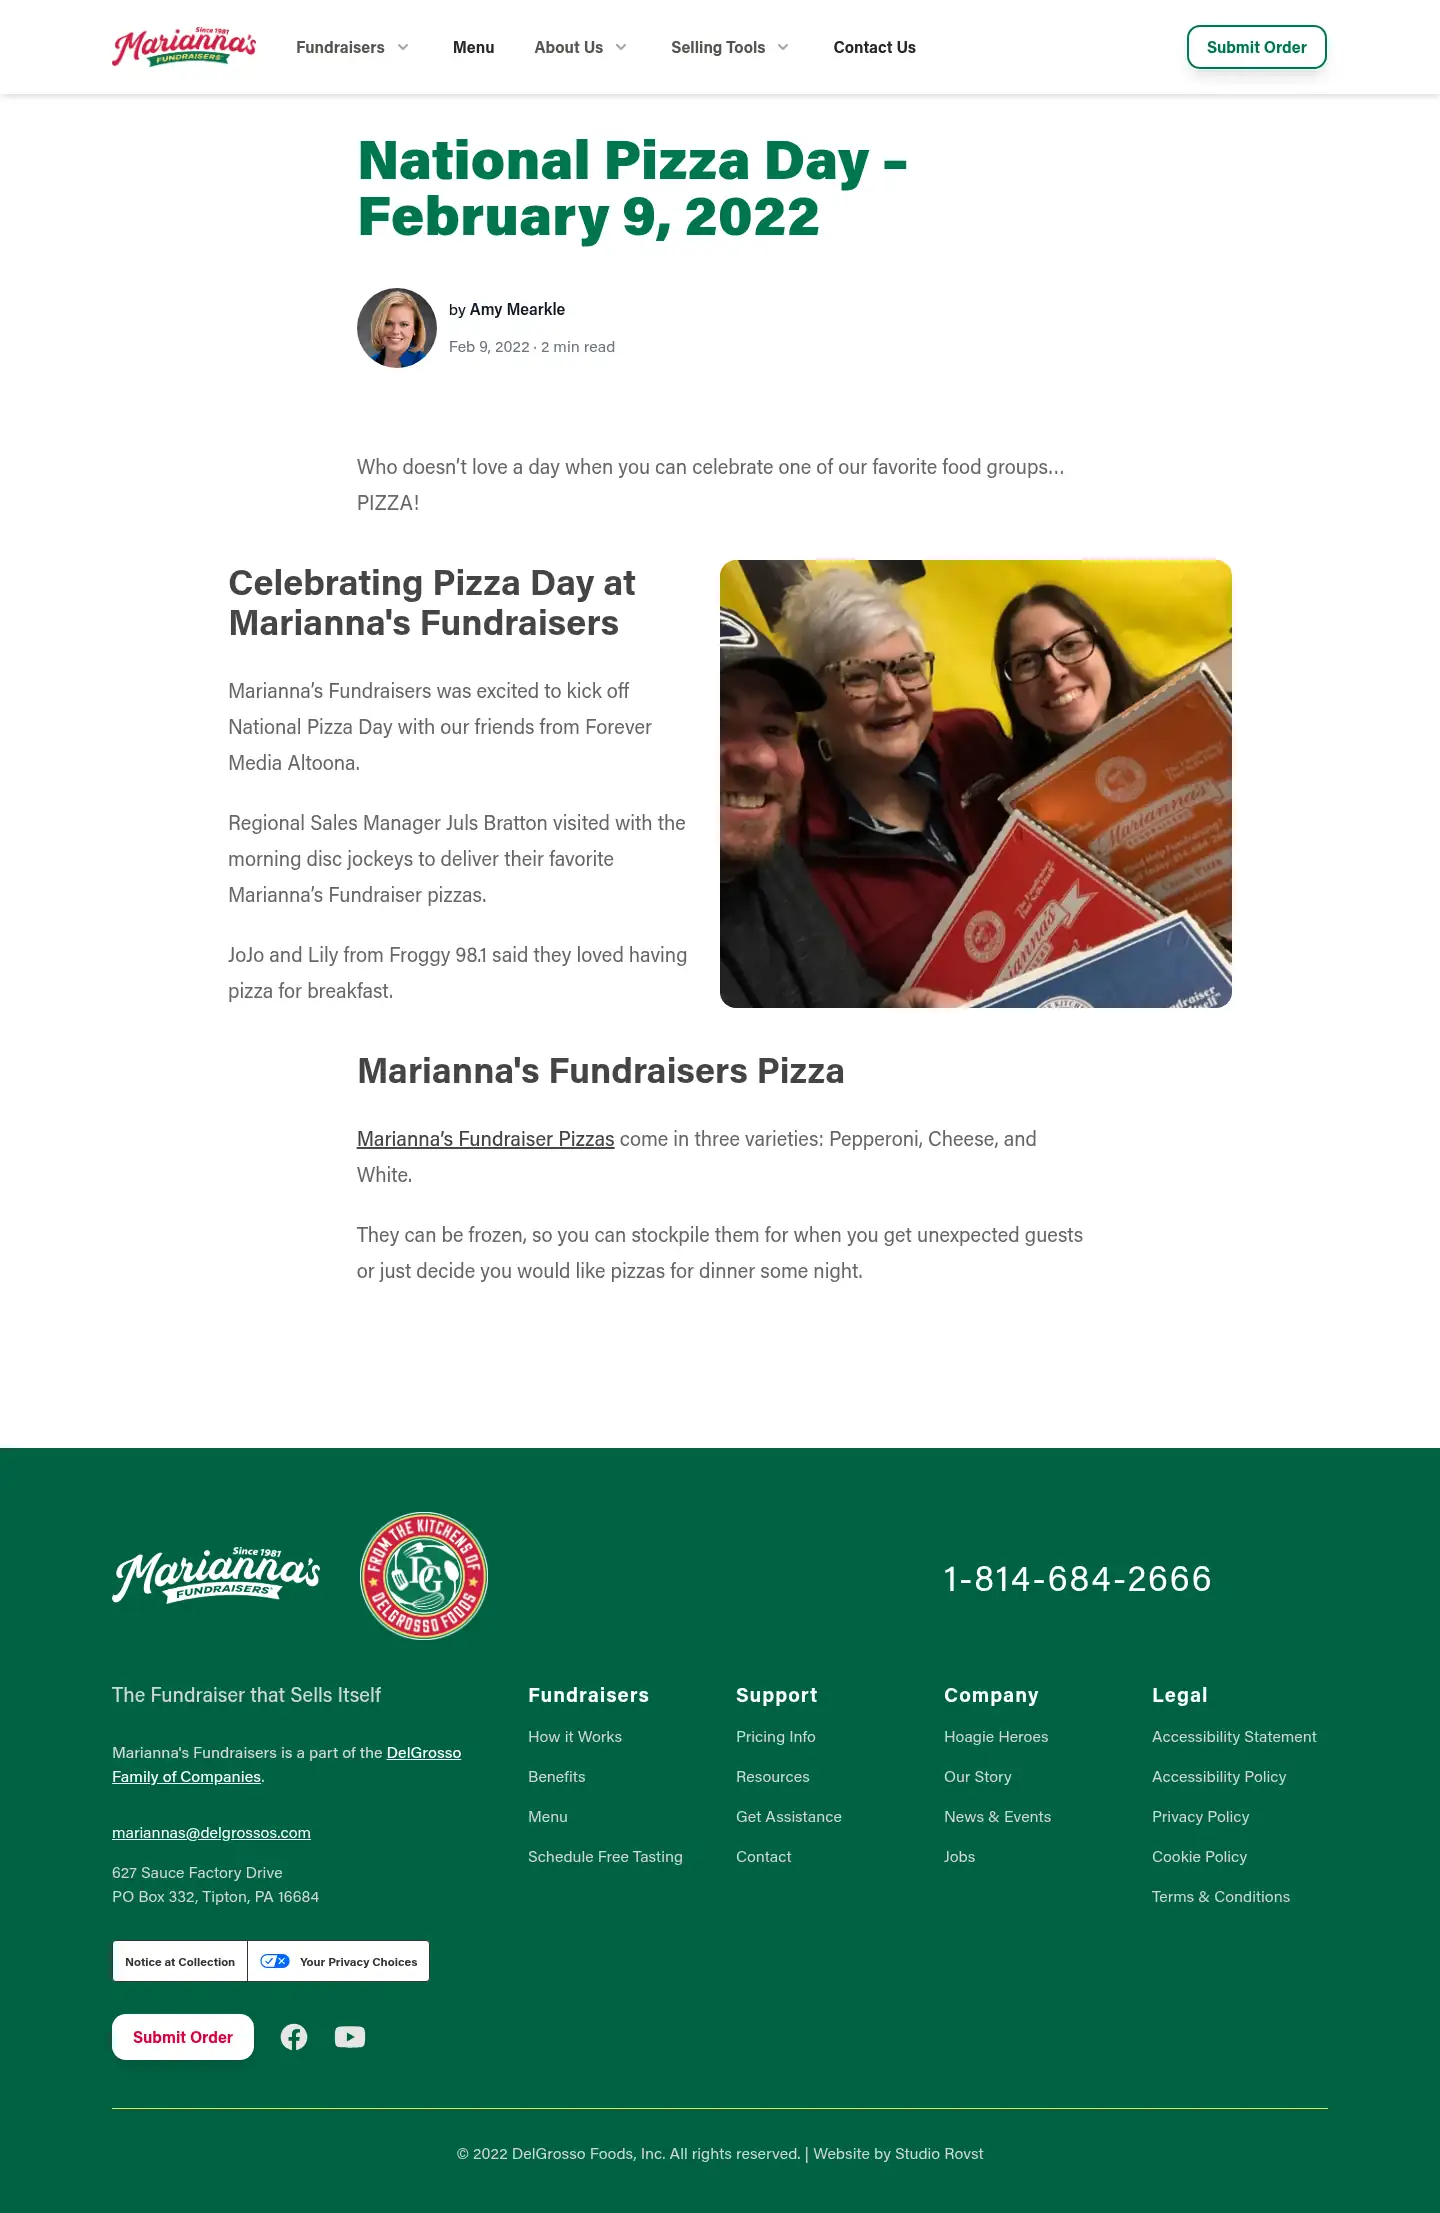 Since 1981
Marianna's
FUNDRAISERS
Fundraisers
Menu
About Us
Selling Tools
Contact Us
Submit Order
National Pizza Day –
February 9, 2022
by Amy Mearkle
Feb 9, 2022 · 2 min read
Who doesn’t love a day when you can celebrate one of our favorite food groups…
PIZZA!
Celebrating Pizza Day at
Marianna's Fundraisers
Marianna’s Fundraisers was excited to kick off
National Pizza Day with our friends from Forever
Media Altoona.
Regional Sales Manager Juls Bratton visited with the
morning disc jockeys to deliver their favorite
Marianna’s Fundraiser pizzas.
JoJo and Lily from Froggy 98.1 said they loved having
pizza for breakfast.
Marianna's
Marianna's
Marianna's Fundraisers Pizza
Marianna’s Fundraiser Pizzas come in three varieties: Pepperoni, Cheese, and
White.
They can be frozen, so you can stockpile them for when you get unexpected guests
or just decide you would like pizzas for dinner some night.
Since 1981
Marianna's
FUNDRAISERS
FROM THE KITCHENS OF
DG
DELGROSSO FOODS
1-814-684-2666
The Fundraiser that Sells Itself
Marianna's Fundraisers is a part of the DelGrosso
Family of Companies.
mariannas@delgrossos.com
627 Sauce Factory Drive
PO Box 332, Tipton, PA 16684
Notice at Collection
Your Privacy Choices
Submit Order
Fundraisers
How it Works
Benefits
Menu
Schedule Free Tasting
Support
Pricing Info
Resources
Get Assistance
Contact
Company
Hoagie Heroes
Our Story
News & Events
Jobs
Legal
Accessibility Statement
Accessibility Policy
Privacy Policy
Cookie Policy
Terms & Conditions
© 2022 DelGrosso Foods, Inc. All rights reserved. | Website by Studio Rovst